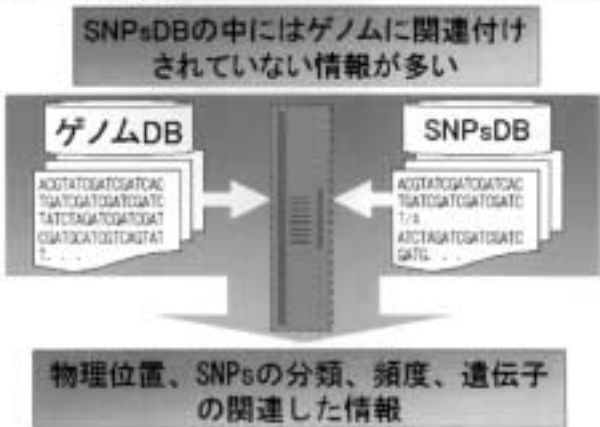 SNPsDBの中にはゲノムに関連付け
されていない情報が多い
ゲノムDB
SNPsDB
ACGTATCGATCGATCAC
TGATCGATCGATCGATC
TATCTAGATCGATCGAT
CGATGCATCGTCAGTAT
T. . .
ACGTATCGATCGATCAC
TGATCGATCGATCGATC
T/A
ATCTAGATCGATCGATC
GATG. . .
物理位置、SNPsの分類、頻度、遺伝子
の関連した情報